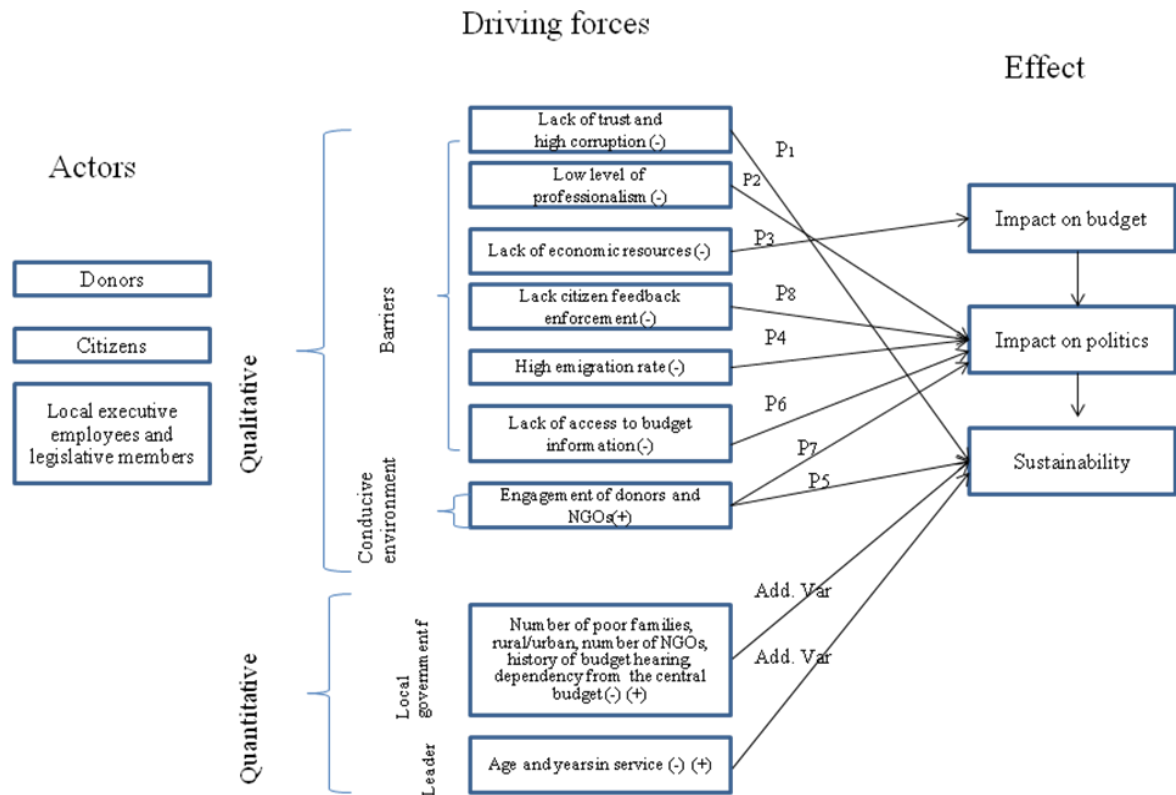 Driving forces
Effect
Actors
Donors
Citizens
Local executive
employees and
legislative members
Qualitative
Quantitative
Barriers
Conducive
environment
Local
governmentf
Leader
Lack of trust and
high corruption (-)
Low level of
professionalism (-)
Lack of economic resources (-)
Lack citizen feedback
enforcement (-)
High emigration rate (-)
Lack of access to budget
information (-)
Engagement of donors and
NGOs(+)
Number of poor families,
rural/urban, number of NGOs,
history of budget hearing,
dependency from the central
budget (-) (+)
Age and years in service (-) (+)
P1
P2
P3
P8
P4
P6
P7
P5
Add. Var
Add. Var
Impact on budget
Impact on politics
Sustainability